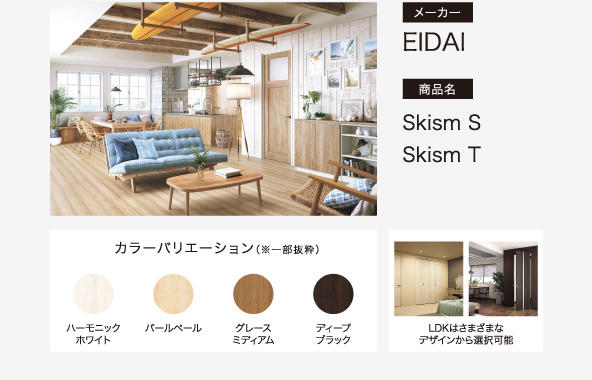 メーカー
EIDAI
商品名
Skism S
Skism T
カラーバリエーション（※一部抜粋）
ハーモニック
ホワイト
パールペール
グレース
ミディアム
ディープ
ブラック
LDKはさまざまな
デザインから選択可能